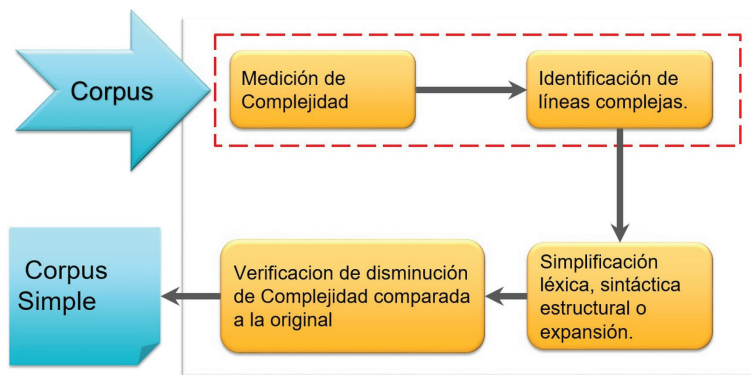 Corpus
Medición de
Complejidad
Identificación de
líneas complejas.
Simplificación
léxica, sintáctica
estructural o
expansión.
Verificacion de disminución
de Complejidad comparada
a la original
Corpus
Simple